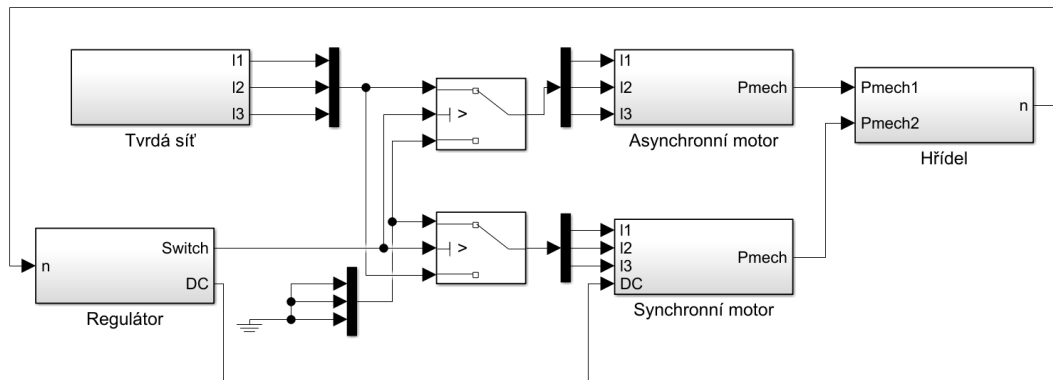 I1
I2
I3
Tvrdá síť
>
I1
I2
I3
Pmech
Asynchronní motor
Pmech1
Pmech2
n
Hřídel
n
Switch
DC
Regulátor
>
I1
I2
I3
DC
Pmech
Synchronní motor